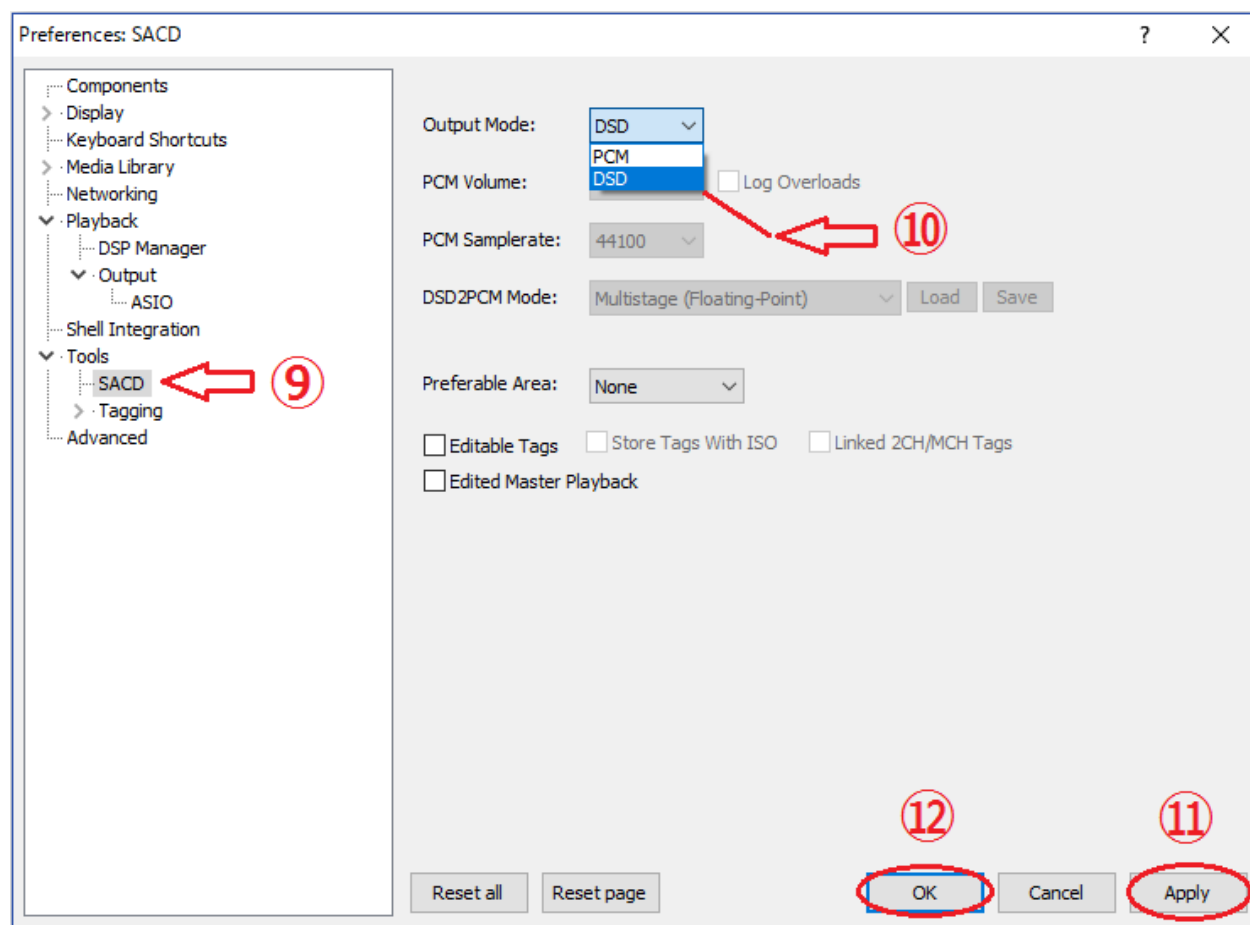 Preferences: SACD
?
Components
Display
Keyboard Shortcuts
Media Library
Networking
Playback
DSP Manager
Output
ASIO
Shell Integration
Tools
SACD
⑨
Tagging
Advanced
Output Mode:
DSD
PCM
DSD
PCM Volume:
Log Overloads
⑩
PCM Samplerate:
44100
DSD2PCM Mode:
Multistage (Floating-Point)
Load
Save
Preferable Area:
None
Editable Tags
Store Tags With ISO
Linked 2CH/MCH Tags
Edited Master Playback
⑫
⑪
Reset all
Reset page
OK
Cancel
Apply